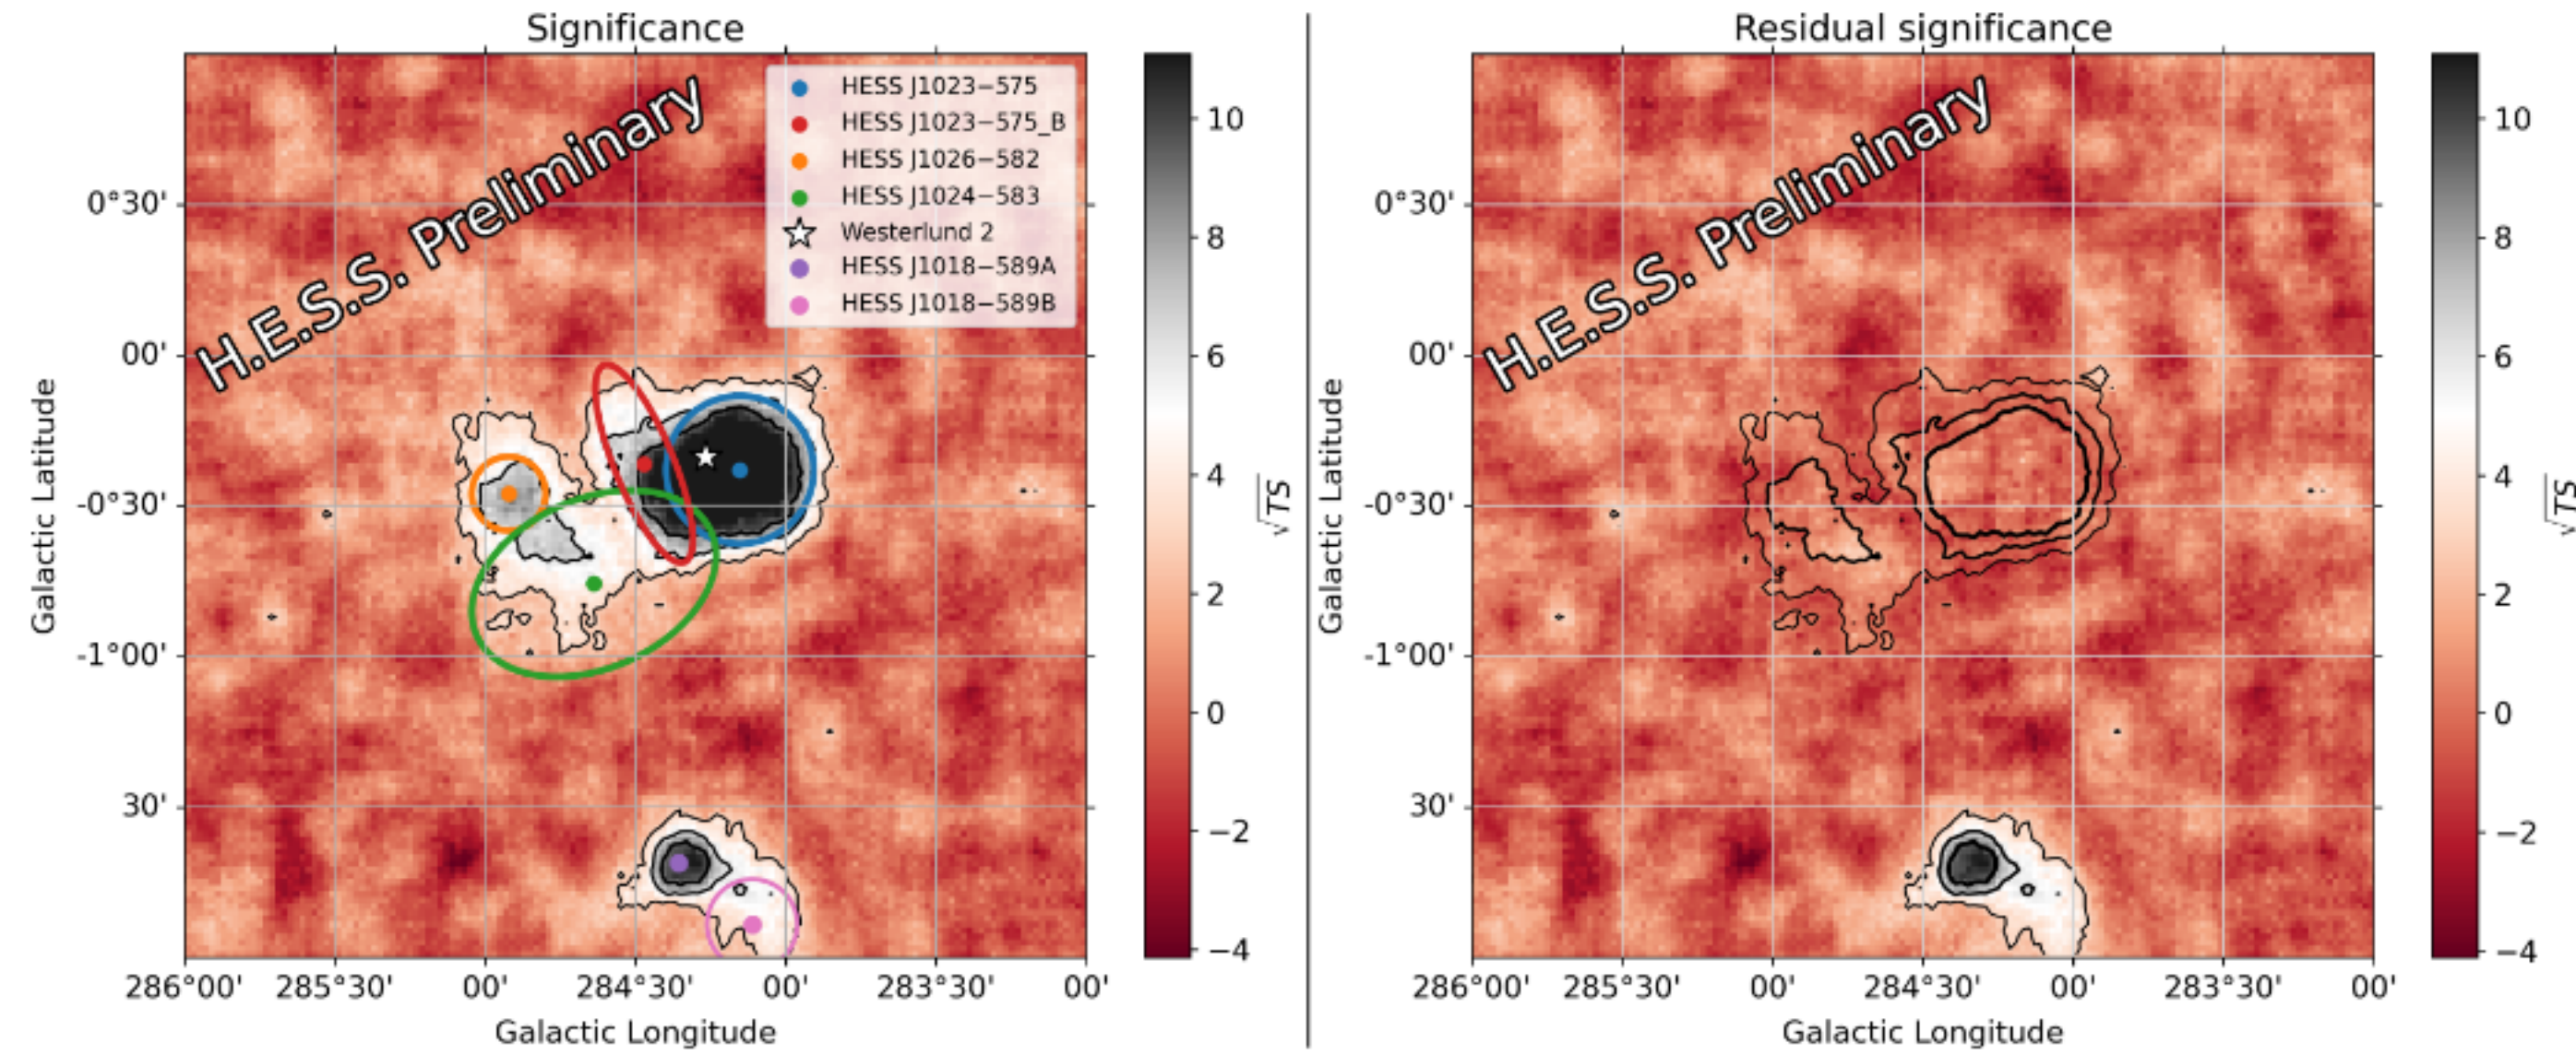 Significance
H.E.S.S. Preliminary
HESS J1023−575
HESS J1023−575_B
HESS J1026−582
HESS J1024−583
Westerlund 2
HESS J1018−589A
HESS J1018−589B
0°30'
00'
-0°30'
-1°00'
30'
Galactic Latitude
286°00' 285°30' 00' 284°30' 00' 283°30' 00'
Galactic Longitude
10
8
6
4
2
0
−2
−4
√TS
Residual significance
H.E.S.S. Preliminary
0°30'
00'
-0°30'
-1°00'
30'
Galactic Latitude
286°00' 285°30' 00' 284°30' 00' 283°30' 00'
Galactic Longitude
10
8
6
4
2
0
−2
−4
√TS